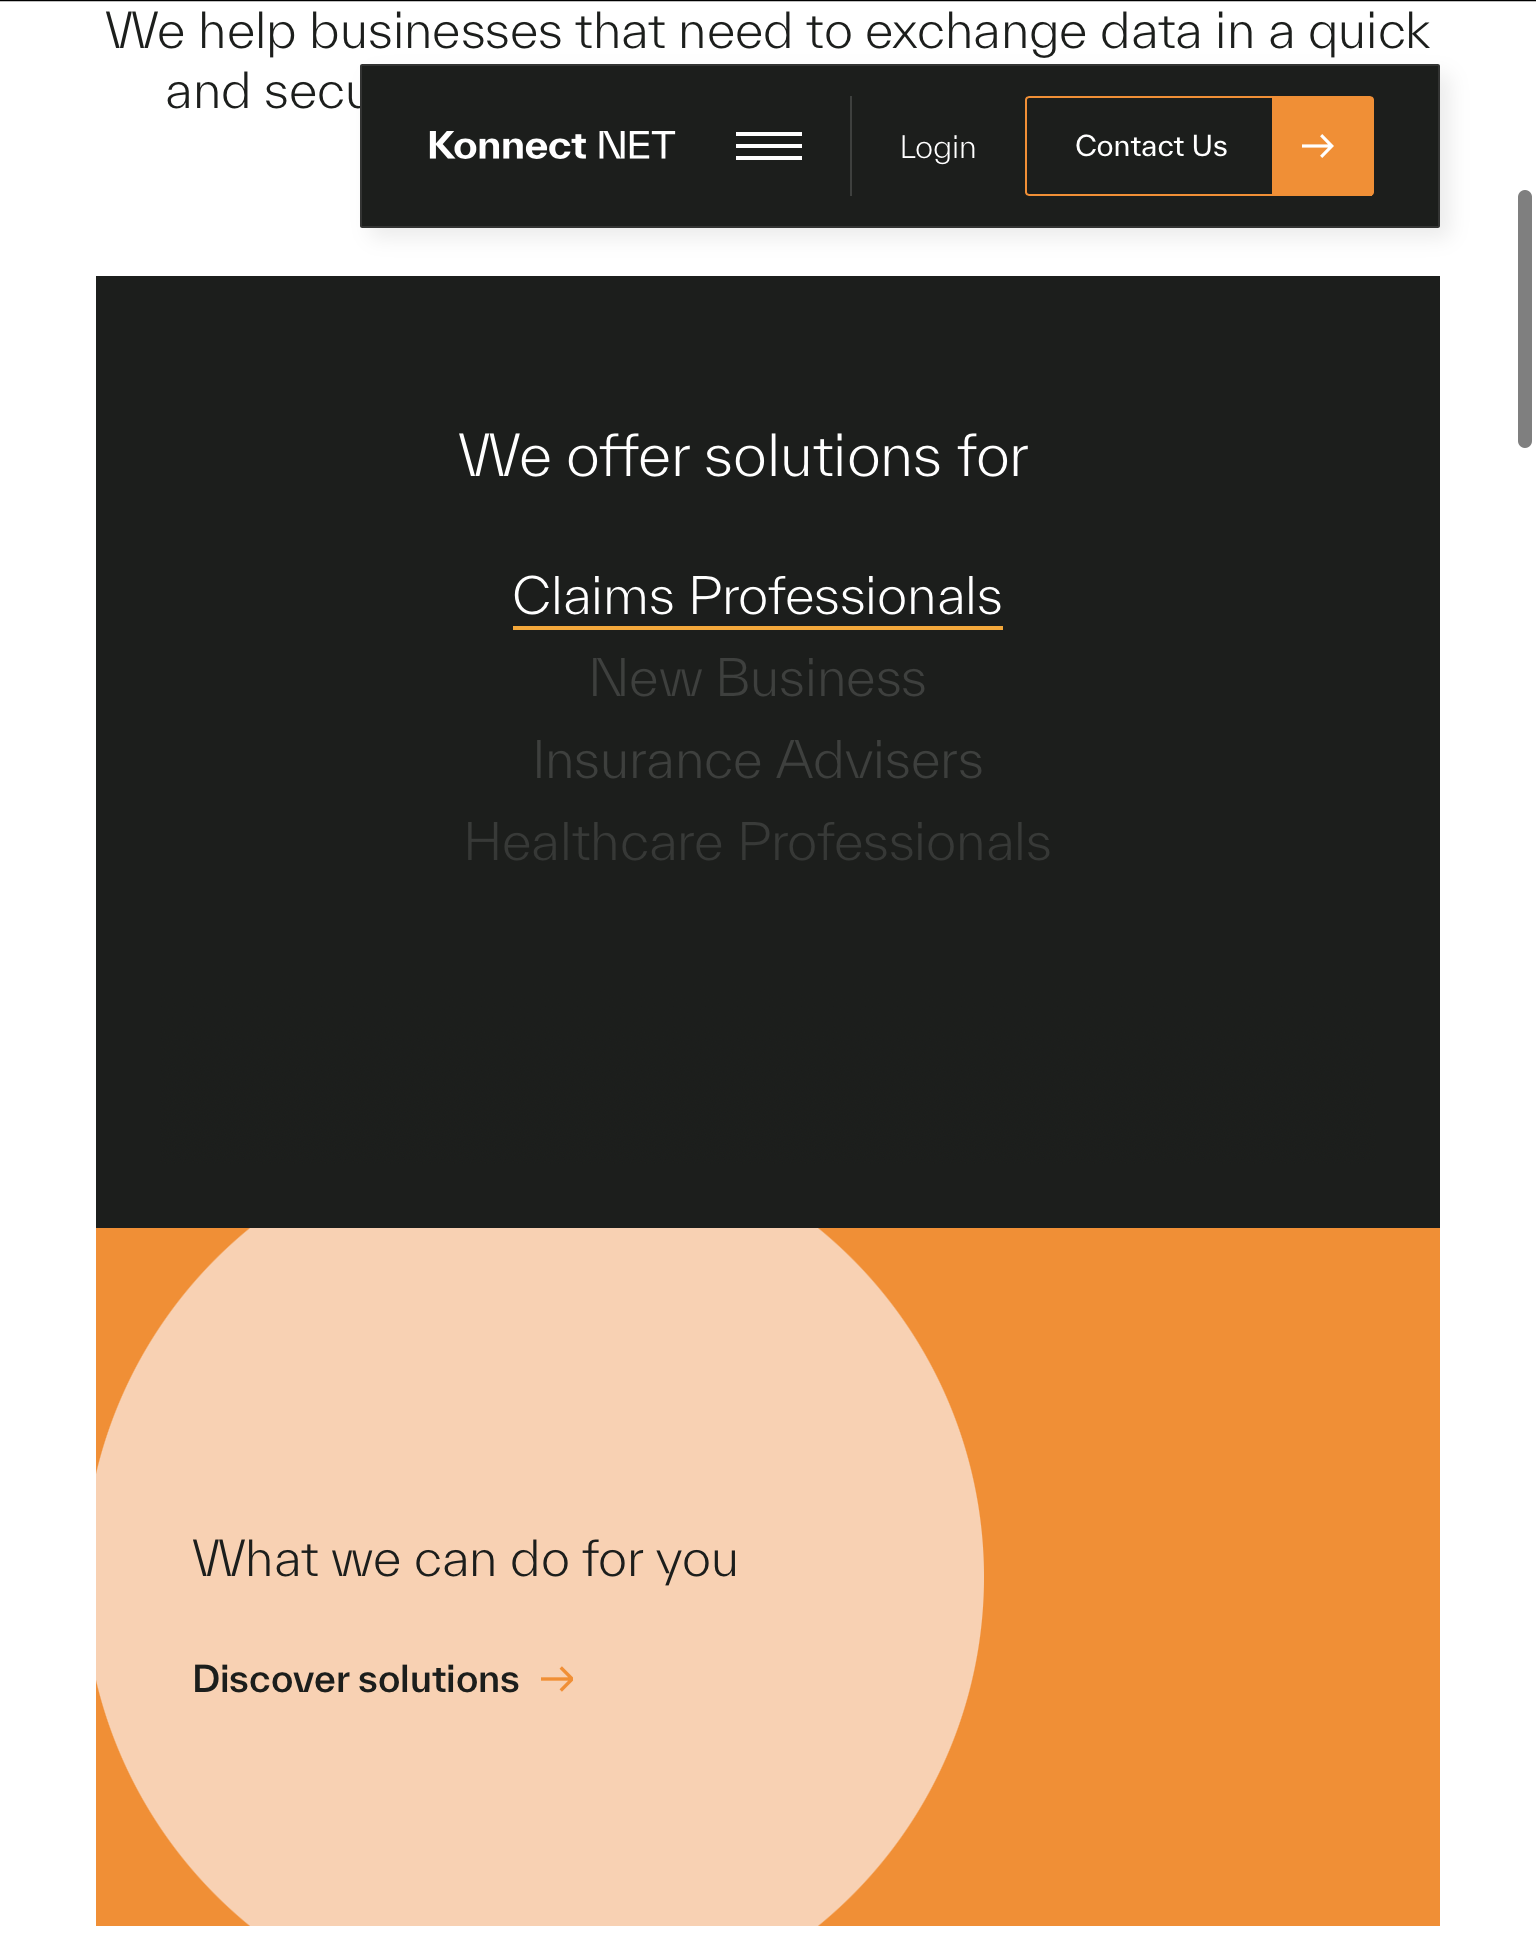 We help businesses that need to exchange data in a quick
and secu
Konnect NET
Login
Contact Us
We offer solutions for
Claims Professionals
New Business
Insurance Advisers
Healthcare Professionals
What we can do for you
Discover solutions